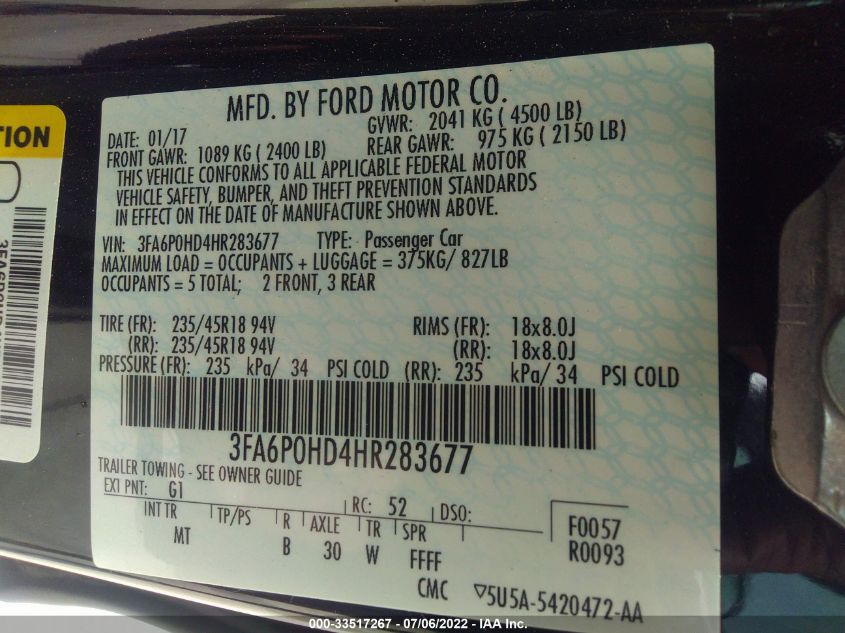 MFD. BY FORD MOTOR CO.
DATE: 01/17 GVWR: 2041 KG ( 4500 LB)
FRONT GAWR: 1089 KG ( 2400 LB) REAR GAWR: 975 KG ( 2150 LB)
THIS VEHICLE CONFORMS TO ALL APPLICABLE FEDERAL MOTOR
VEHICLE SAFETY, BUMPER, AND THEFT PREVENTION STANDARDS
IN EFFECT ON THE DATE OF MANUFACTURE SHOWN ABOVE.
VIN: 3FA6P0HD4HR283677 TYPE: Passenger Car
MAXIMUM LOAD = OCCUPANTS + LUGGAGE = 375KG/ 827LB
OCCUPANTS = 5 TOTAL; 2 FRONT, 3 REAR
TIRE (FR): 235/45R18 94V RIMS (FR): 18x8.0J
(RR): 235/45R18 94V (RR): 18x8.0J
PRESSURE (FR): 235 kPa/ 34 PSI COLD (RR): 235 kPa/ 34 PSI COLD
3FA6P0HD4HR283677
TRAILER TOWING - SEE OWNER GUIDE
EXT PNT: G1 RC: 52 DSO:
INT TR TP/PS R AXLE TR SPR F0057
MT B 30 W FFFF R0093
CMC ▽5U5A-5420472-AA
TION
000-33517267 - 07/06/2022 - IAA Inc.